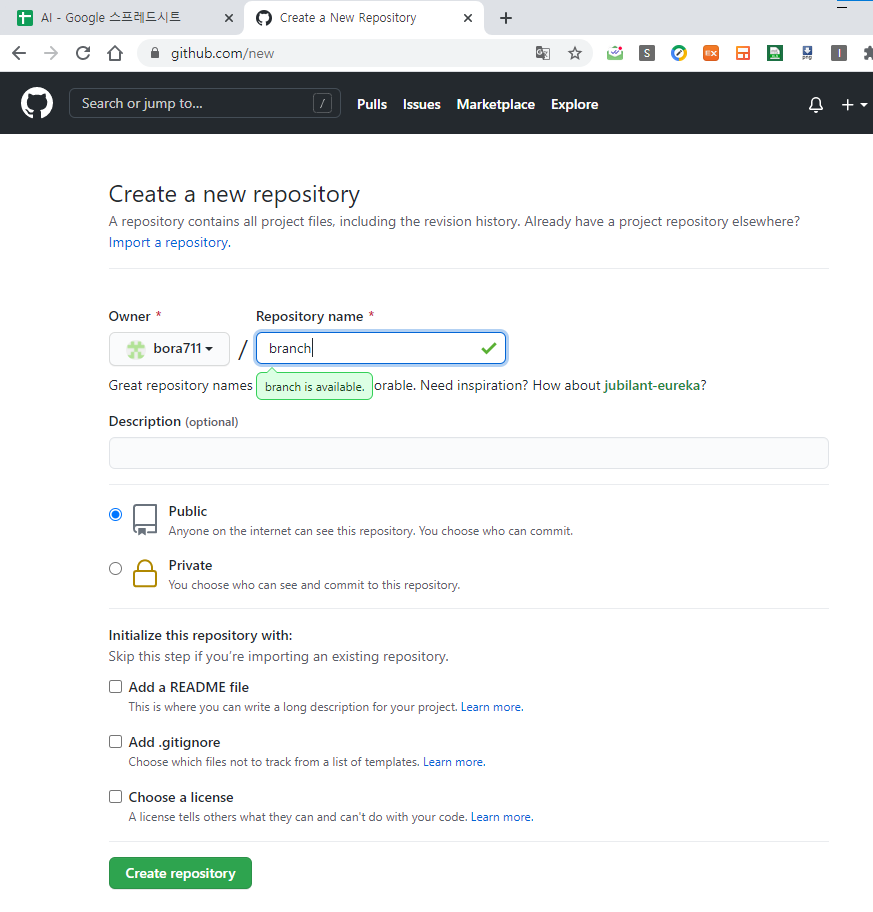 AI - Google 스프레드시트
Create a New Repository
github.com/new
Search or jump to...
/
Pulls
Issues
Marketplace
Explore
Create a new repository
A repository contains all project files, including the revision history. Already have a project repository elsewhere?
Import a repository.
Owner *
Repository name *
bora711
/
branch
Great repository names
branch is available.
orable. Need inspiration? How about jubilant-eureka?
Description (optional)
Public
Anyone on the internet can see this repository. You choose who can commit.
Private
You choose who can see and commit to this repository.
Initialize this repository with:
Skip this step if you're importing an existing repository.
Add a README file
This is where you can write a long description for your project. Learn more.
Add .gitignore
Choose which files not to track from a list of templates. Learn more.
Choose a license
A license tells others what they can and can't do with your code. Learn more.
Create repository